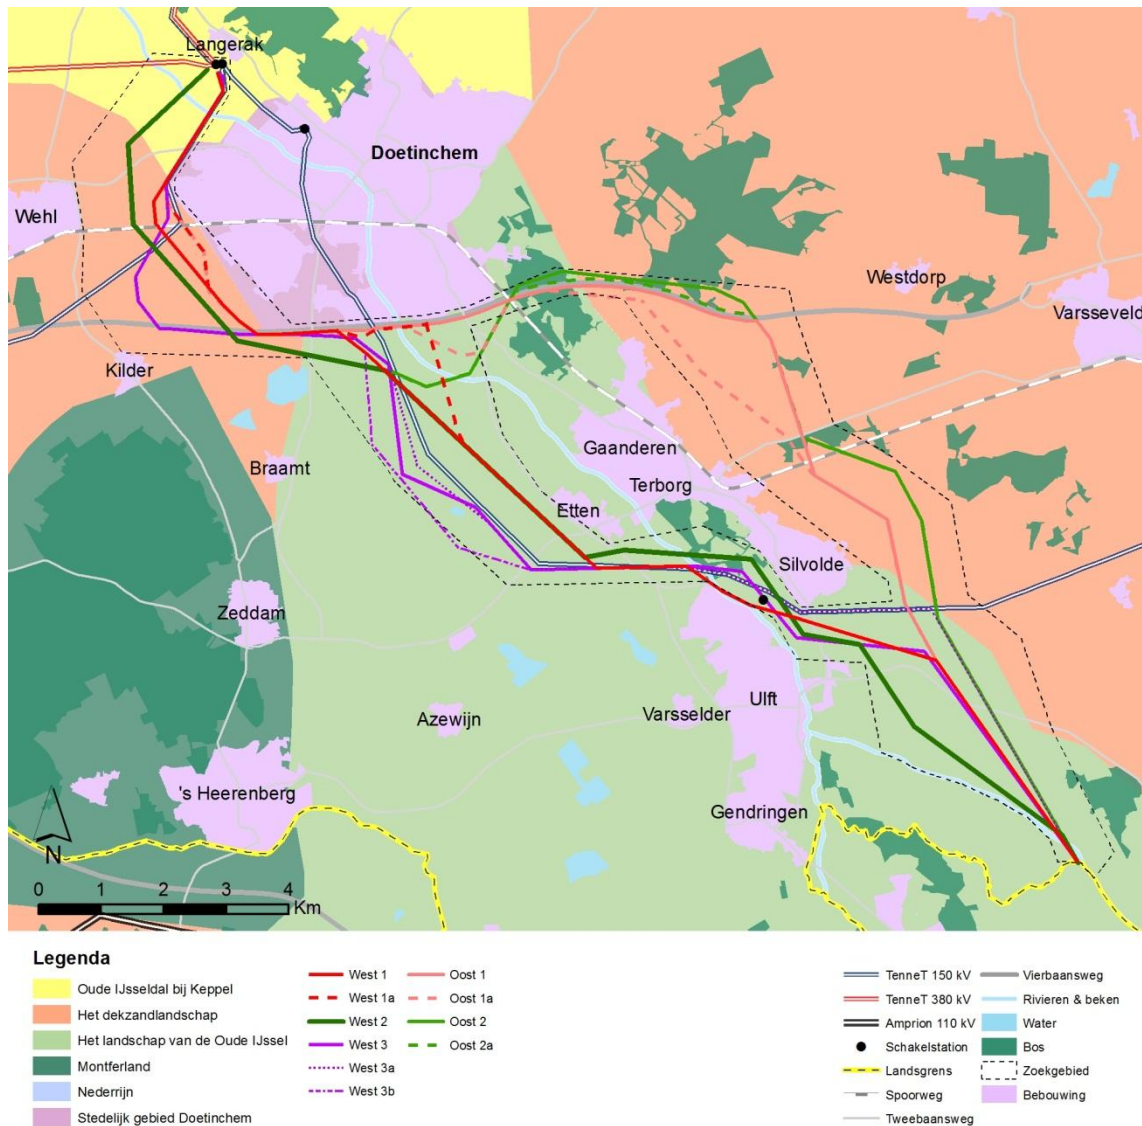 Langerak
Doetinchem
Wehl
Westdorp
Varsseveld
Kilder
Gaanderen
Braamt
Terborg
Etten
Silvolde
Zeddam
Ulft
Azewijn
Varsselder
's Heerenberg
Gendringen
N
0 1 2 3 4
Km
Legenda
Oude IJsseldal bij Keppel
Het dekzandlandschap
Het landschap van de Oude IJssel
Montferland
Nederrijn
Stedelijk gebied Doetinchem
West 1
West 1a
West 2
West 3
West 3a
West 3b
Oost 1
Oost 1a
Oost 2
Oost 2a
TenneT 150 kV
TenneT 380 kV
Amprion 110 kV
Schakelstation
Landsgrens
Spoorweg
Tweebaansweg
Vierbaansweg
Rivieren & beken
Water
Bos
Zoekgebied
Bebouwing